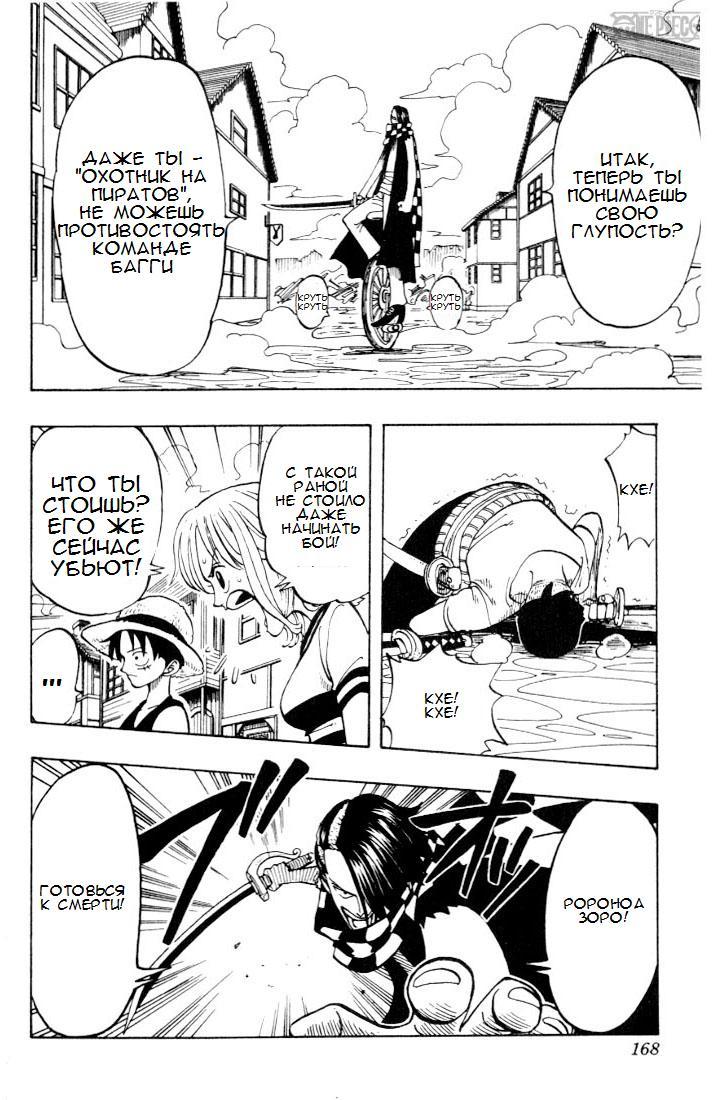 ИТАК,
ТЕПЕРЬ ТЫ
ПОНИМАЕШЬ
СВОЮ
ГЛУПОСТЬ?
ДАЖЕ ТЫ -
"ОХОТНИК НА
ПИРАТОВ",
НЕ МОЖЕШЬ
ПРОТИВОСТОЯТЬ
КОМАНДЕ
БАГГИ
КРУТЬ
КРУТЬ
КРУТЬ
КРУТЬ
КХЕ!
КХЕ!
КХЕ!
С ТАКОЙ
РАНОЙ
НЕ СТОИЛО
ДАЖЕ
НАЧИНАТЬ
БОЙ!
ЧТО ТЫ
СТОИШЬ?
ЕГО ЖЕ
СЕЙЧАС
УБЬЮТ!
...
РОРОНОА
ЗОРО!
ГОТОВЬСЯ
К СМЕРТИ!
168